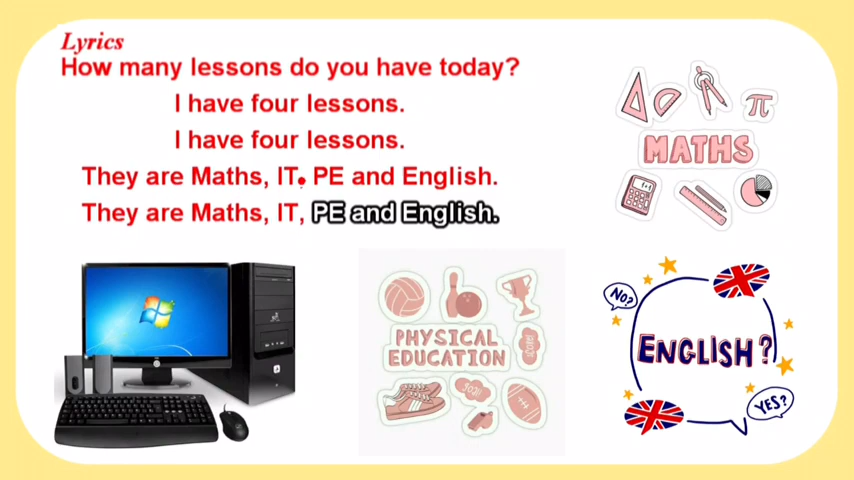 Lyrics
How many lessons do you have today?
I have four lessons.
I have four lessons.
They are Maths, IT, PE and English.
They are Maths, IT, PE and English.
MATHS
PHYSICAL
EDUCATION
NO?
ENGLISH?
YES?